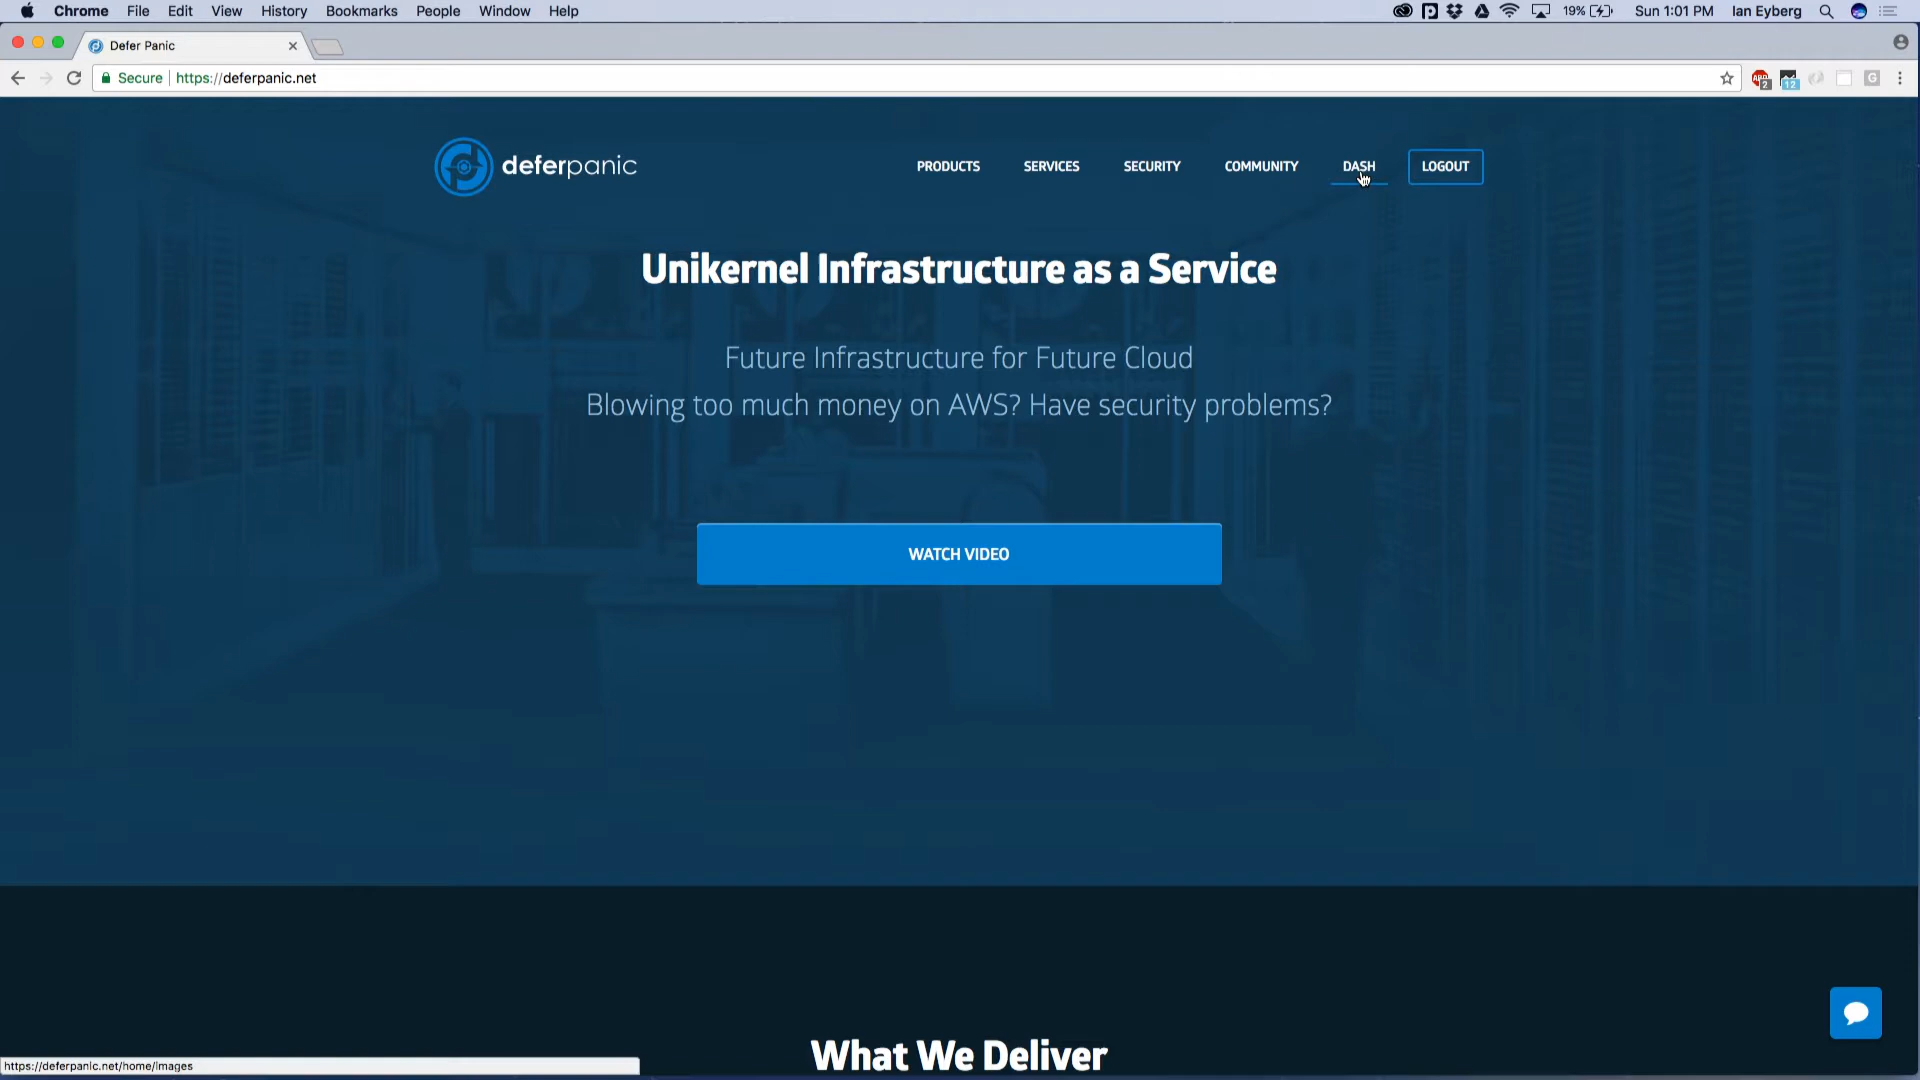 Chrome File Edit View History Bookmarks People Window Help
19% Sun 1:01 PM Ian Eyberg
Defer Panic
Secure https://deferpanic.net
ABP 2 12 G
deferpanic
PRODUCTS SERVICES SECURITY COMMUNITY DASH LOGOUT
Unikernel Infrastructure as a Service
Future Infrastructure for Future Cloud
Blowing too much money on AWS? Have security problems?
WATCH VIDEO
What We Deliver
https://deferpanic.net/home/images